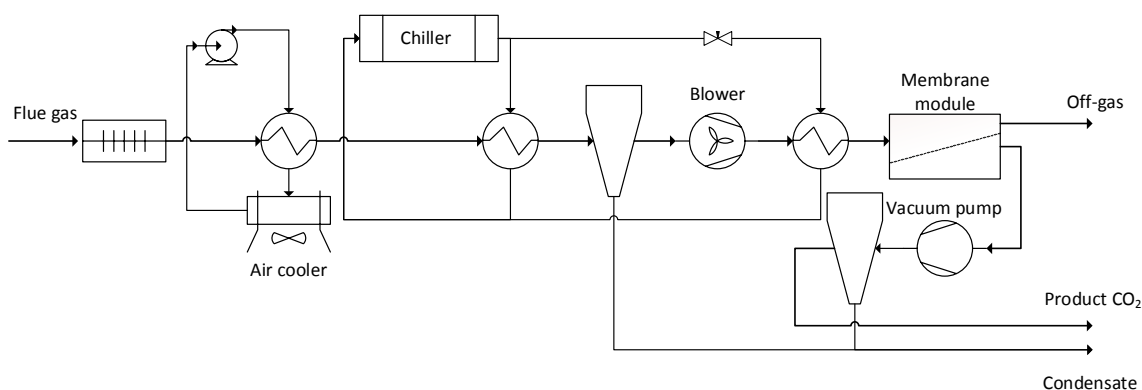 Chiller
Flue gas
Blower
Membrane
module
Off-gas
Vacuum pump
Air cooler
Product CO₂
Condensate